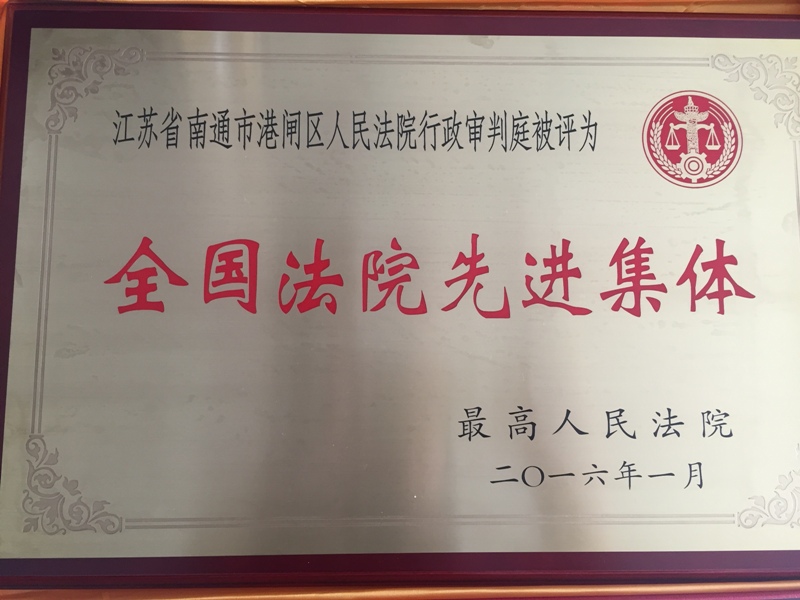 江苏省南通市港闸区人民法院行政审判庭被评为
全国法院先进集体
最高人民法院
二〇一六年一月